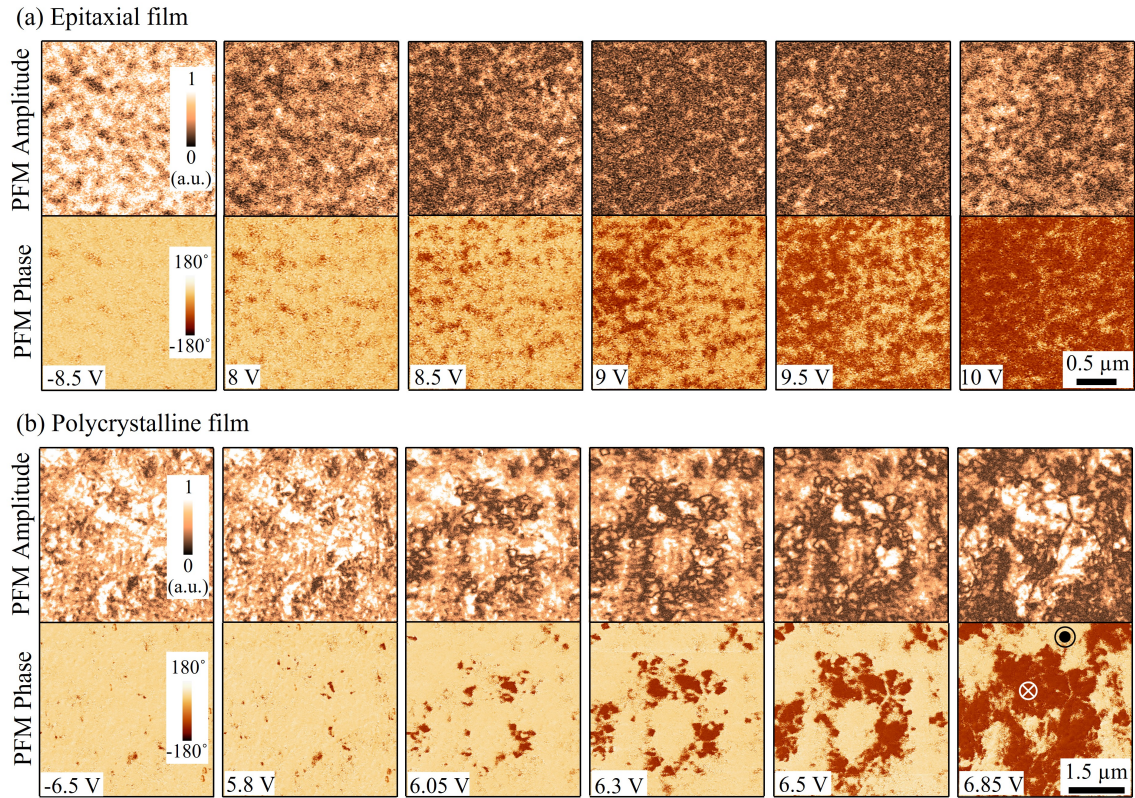 (a) Epitaxial film
PFM Amplitude
1
0
(a.u.)
PFM Phase
180˚
-180˚
-8.5 V
8 V
8.5 V
9 V
9.5 V
10 V
0.5 µm
(b) Polycrystalline film
PFM Amplitude
1
0
(a.u.)
PFM Phase
180˚
-180˚
-6.5 V
5.8 V
6.05 V
6.3 V
6.5 V
6.85 V
1.5 µm